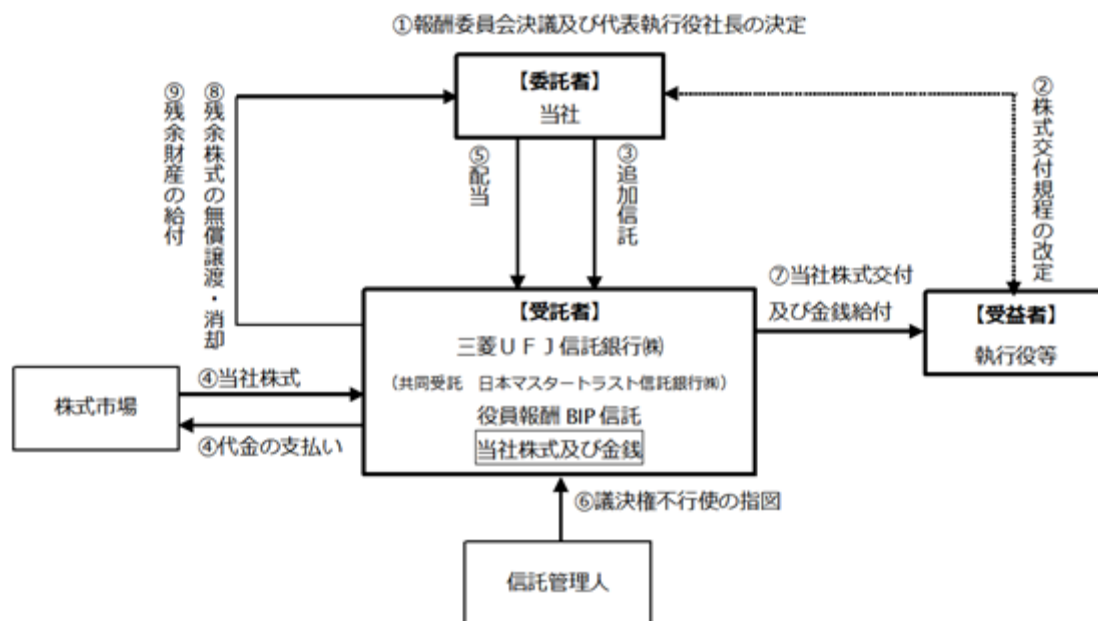 ①報酬委員会決議及び代表執行役社長の決定
【委託者】
当社
②株式交付規程の改定
⑨残余財産の給付
⑧残余株式の無償譲渡・消却
⑤配当
③追加信託
⑦当社株式交付
及び金銭給付
【受益者】
執行役等
【受託者】
三菱UFJ信託銀行㈱
（共同受託　日本マスタートラスト信託銀行㈱）
役員報酬 BIP 信託
当社株式及び金銭
株式市場
④当社株式
④代金の支払い
⑥議決権不行使の指図
信託管理人